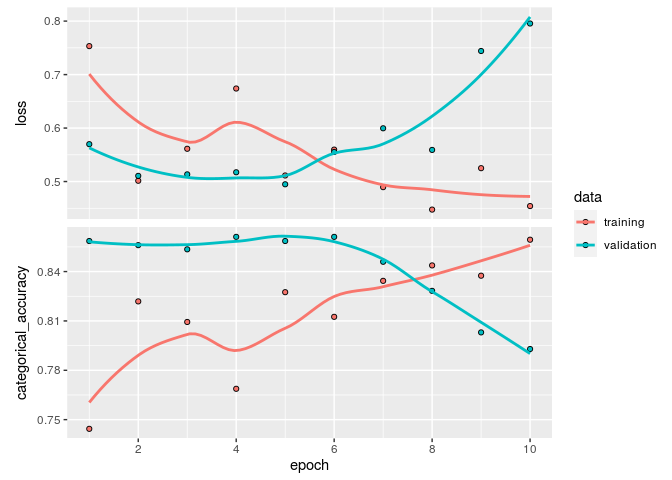 0.8
0.7
0.6
0.5
loss
0.84
0.81
0.78
0.75
categorical_accuracy
2 4 6 8 10
epoch
data
training
validation